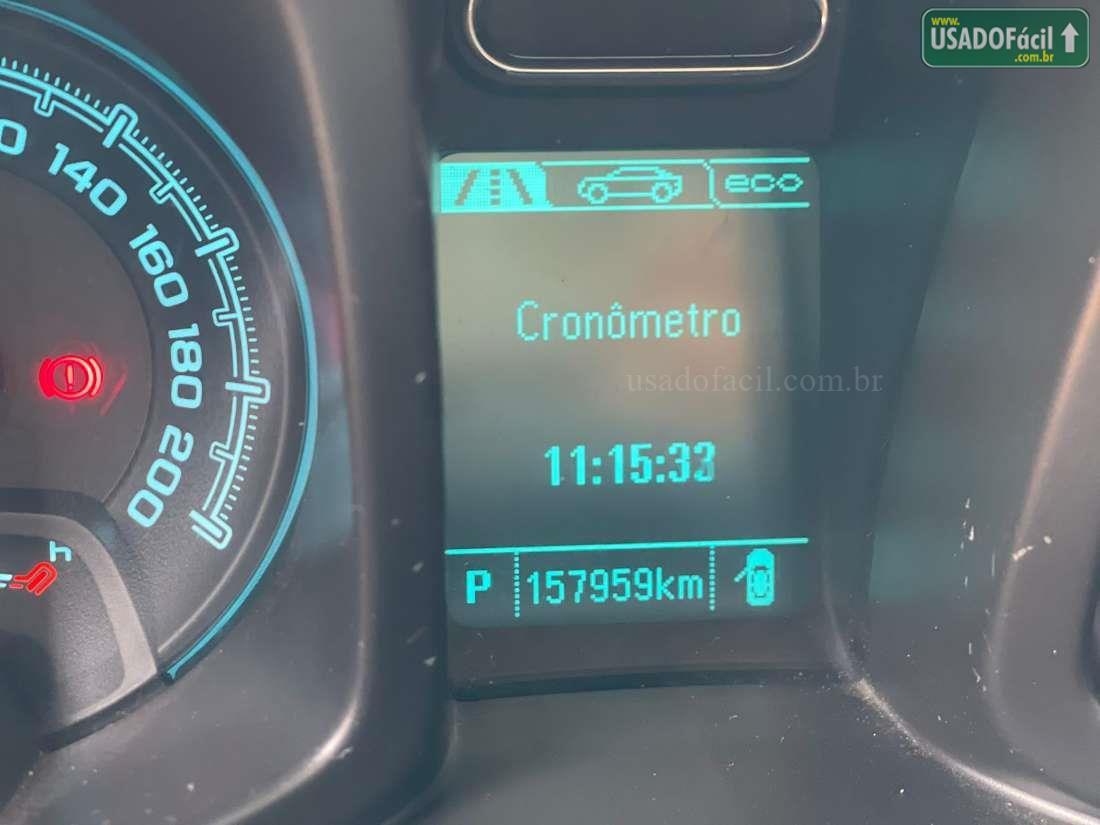 www.
USADOFácil
.com.br
eco
140
160
180
200
Cronômetro
usadofacil.com.br
11:15:33
P 157959km
H